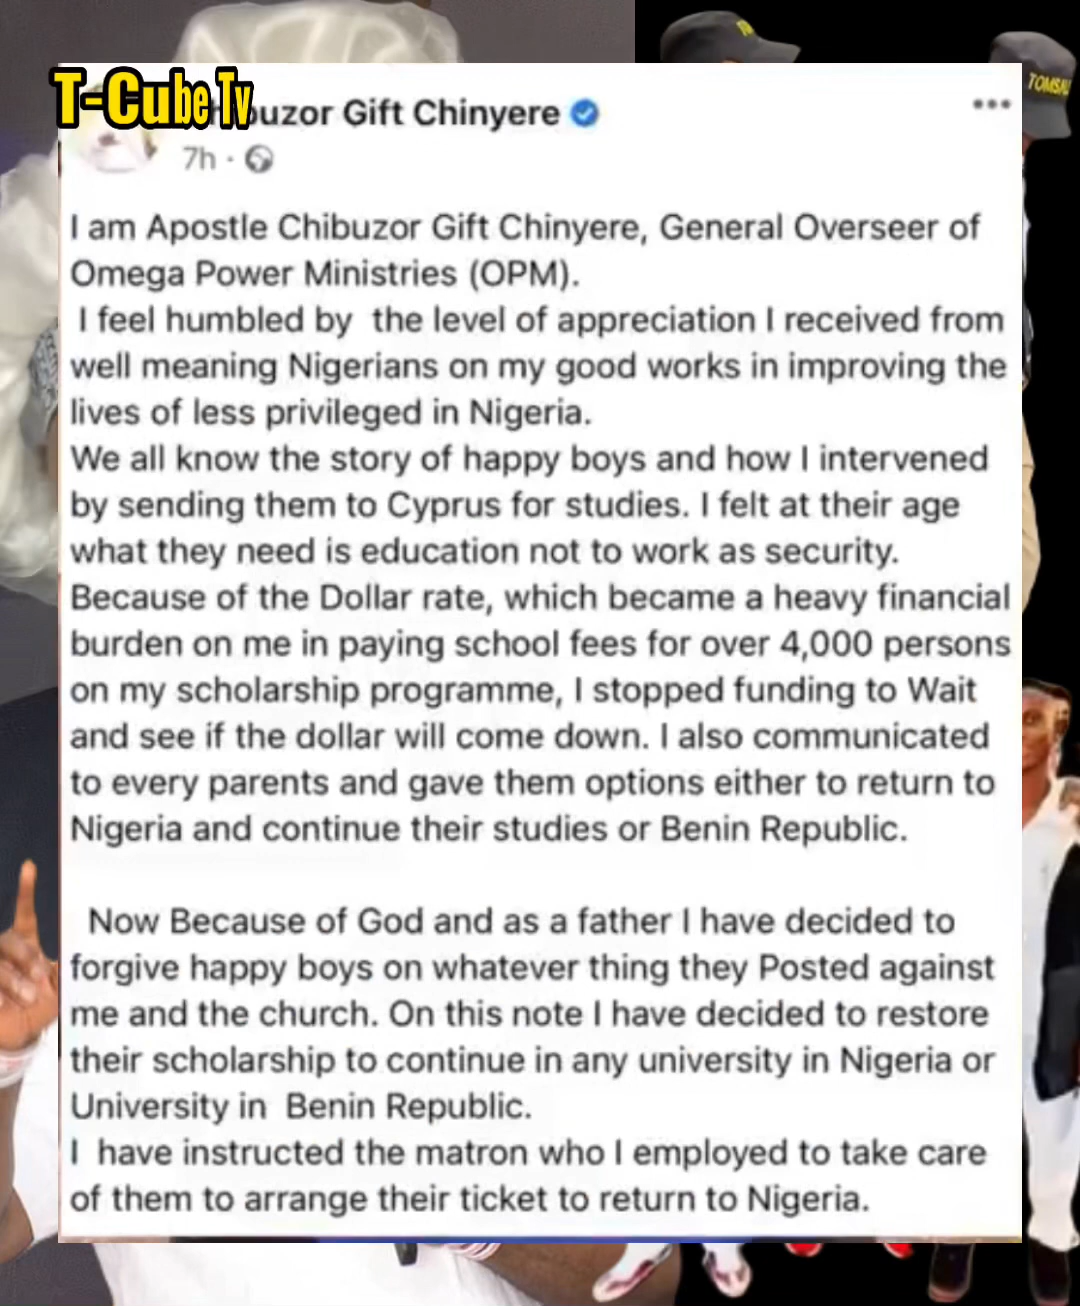 T-Cube Tv
buzor Gift Chinyere
7h
I am Apostle Chibuzor Gift Chinyere, General Overseer of
Omega Power Ministries (OPM).
I feel humbled by the level of appreciation I received from
well meaning Nigerians on my good works in improving the
lives of less privileged in Nigeria.
We all know the story of happy boys and how I intervened
by sending them to Cyprus for studies. I felt at their age
what they need is education not to work as security.
Because of the Dollar rate, which became a heavy financial
burden on me in paying school fees for over 4,000 persons
on my scholarship programme, I stopped funding to Wait
and see if the dollar will come down. I also communicated
to every parents and gave them options either to return to
Nigeria and continue their studies or Benin Republic.
Now Because of God and as a father I have decided to
forgive happy boys on whatever thing they Posted against
me and the church. On this note I have decided to restore
their scholarship to continue in any university in Nigeria or
University in Benin Republic.
I have instructed the matron who I employed to take care
of them to arrange their ticket to return to Nigeria.